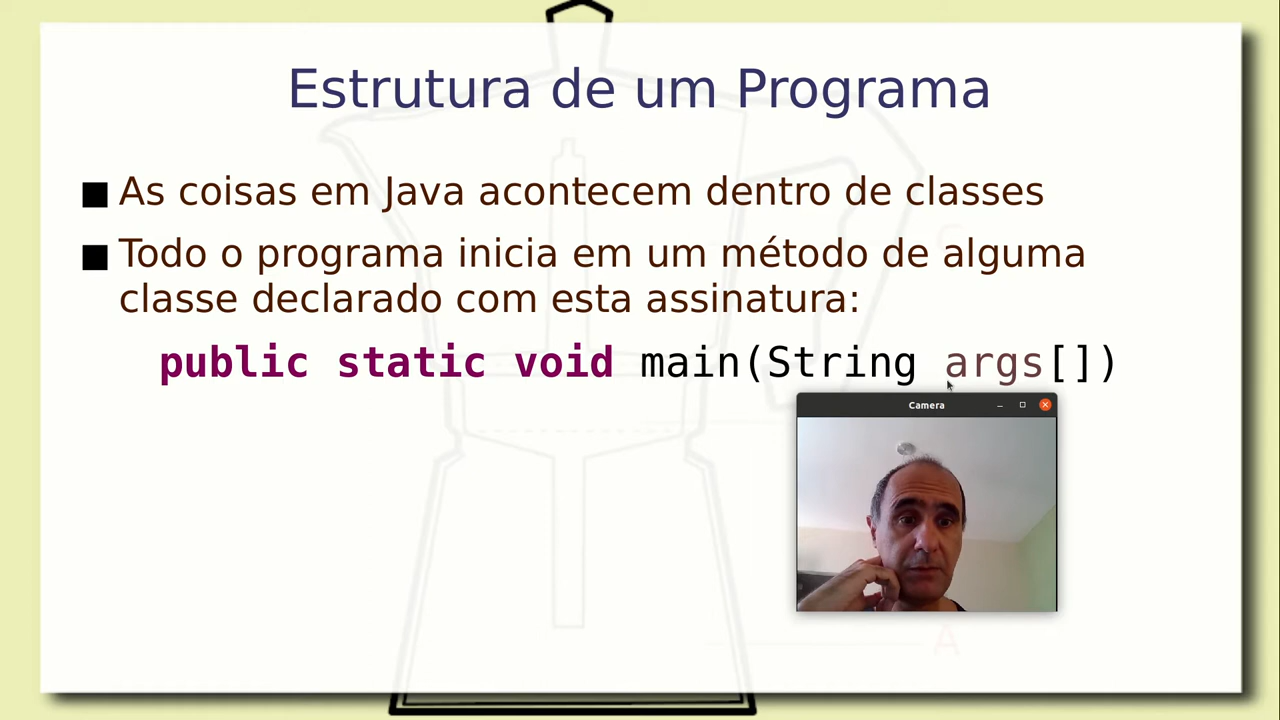 Estrutura de um Programa
As coisas em Java acontecem dentro de classes
Todo o programa inicia em um método de alguma
classe declarado com esta assinatura:
public static void main(String args[])
Camera
A